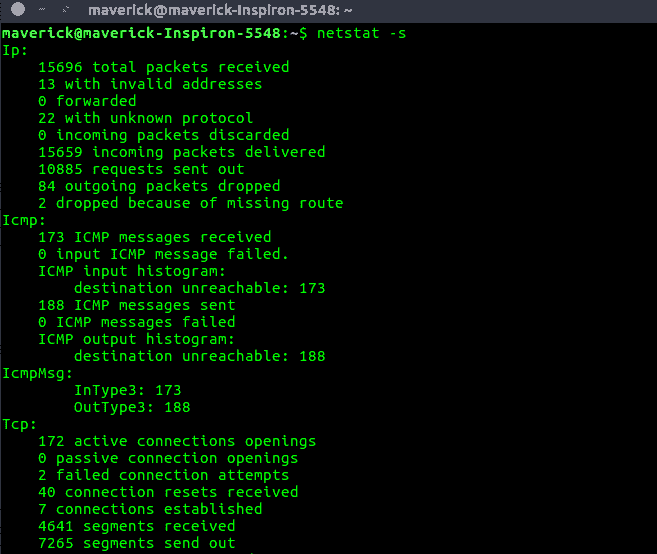 maverick@maverick-Inspiron-5548: ~
maverick@maverick-Inspiron-5548:~$ netstat -s
Ip:
    15696 total packets received
    13 with invalid addresses
    0 forwarded
    22 with unknown protocol
    0 incoming packets discarded
    15659 incoming packets delivered
    10885 requests sent out
    84 outgoing packets dropped
    2 dropped because of missing route
Icmp:
    173 ICMP messages received
    0 input ICMP message failed.
    ICMP input histogram:
        destination unreachable: 173
    188 ICMP messages sent
    0 ICMP messages failed
    ICMP output histogram:
        destination unreachable: 188
IcmpMsg:
        InType3: 173
        OutType3: 188
Tcp:
    172 active connections openings
    0 passive connection openings
    2 failed connection attempts
    40 connection resets received
    7 connections established
    4641 segments received
    7265 segments send out